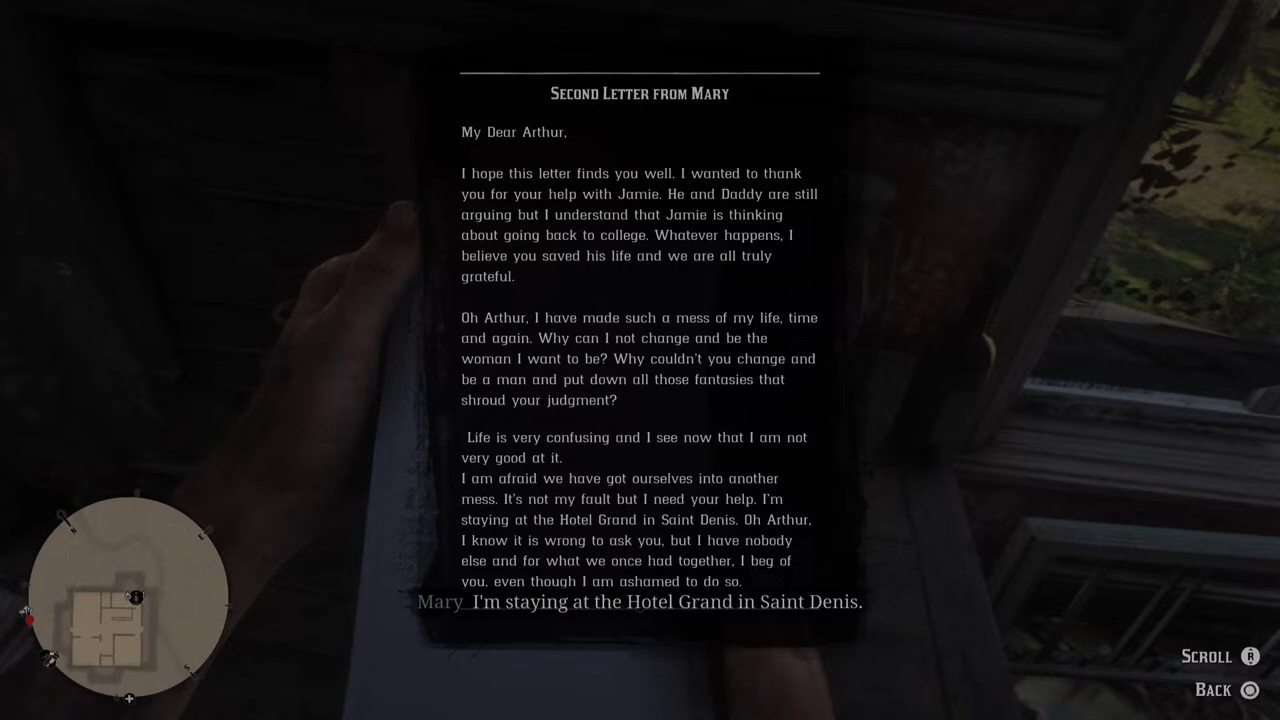 Second Letter from Mary
My Dear Arthur,
I hope this letter finds you well. I wanted to thank
you for your help with Jamie. He and Daddy are still
arguing but I understand that Jamie is thinking
about going back to college. Whatever happens, I
believe you saved his life and we are all truly
grateful.
Oh Arthur, I have made such a mess of my life, time
and again. Why can I not change and be the
woman I want to be? Why couldn't you change and
be a man and put down all those fantasies that
shroud your judgment?
Life is very confusing and I see now that I am not
very good at it.
I am afraid we have got ourselves into another
mess. It's not my fault but I need your help. I'm
staying at the Hotel Grand in Saint Denis. Oh Arthur,
I know it is wrong to ask you, but I have nobody
else and for what we once had together, I beg of
you, even though I am ashamed to do so.
Mary I'm staying at the Hotel Grand in Saint Denis.
Scroll R
Back